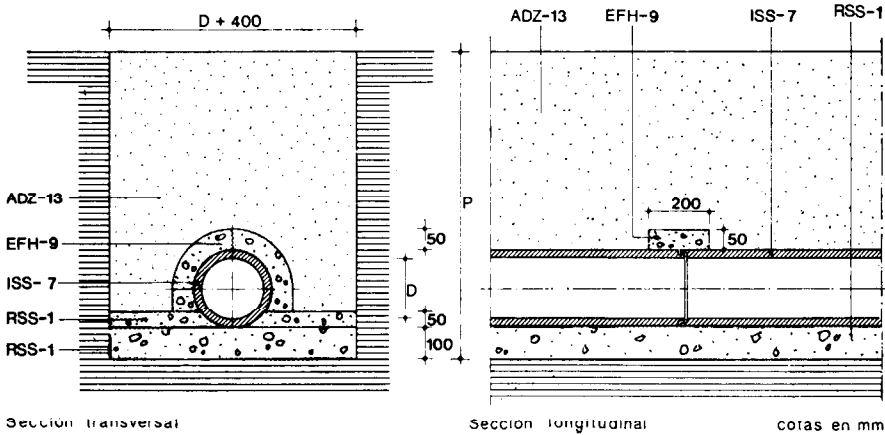 D + 400
ADZ-13
EFH-9
ISS-7
RSS-1
RSS-1
50
D
50
100
P
Sección transversal
ADZ-13 EFH-9 ISS-7 RSS-1
200
50
Sección longitudinal
cotas en mm